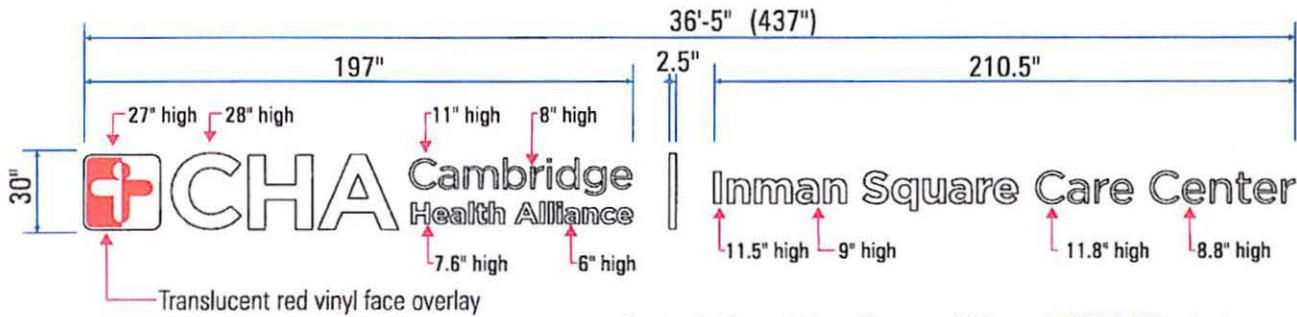 36'-5" (437")
197"
2.5"
210.5"
27" high
28" high
11" high
8" high
30"
CHA
Cambridge
Health Alliance
Inman Square Care Center
7.6" high
6" high
11.5" high
9" high
11.8" high
8.8" high
Translucent red vinyl face overlay